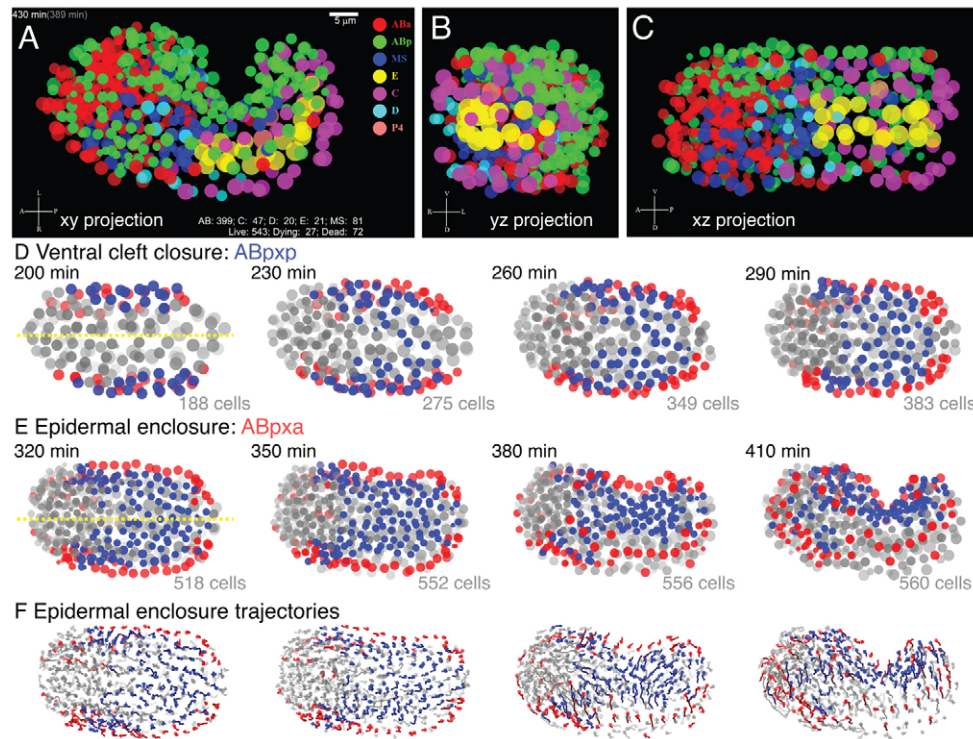 430 min(389 min)
A
5 µm
ABa
ABp
MS
E
C
D
P4
L
A P
R
xy projection
AB: 399; C: 47; D: 20; E: 21; MS: 81
Live: 543; Dying: 27; Dead: 72
B
V
R L
D
yz projection
C
V
A P
D
xz projection
D Ventral cleft closure: ABpxp
200 min
230 min
260 min
290 min
188 cells
275 cells
349 cells
383 cells
E Epidermal enclosure: ABpxa
320 min
350 min
380 min
410 min
518 cells
552 cells
556 cells
560 cells
F Epidermal enclosure trajectories